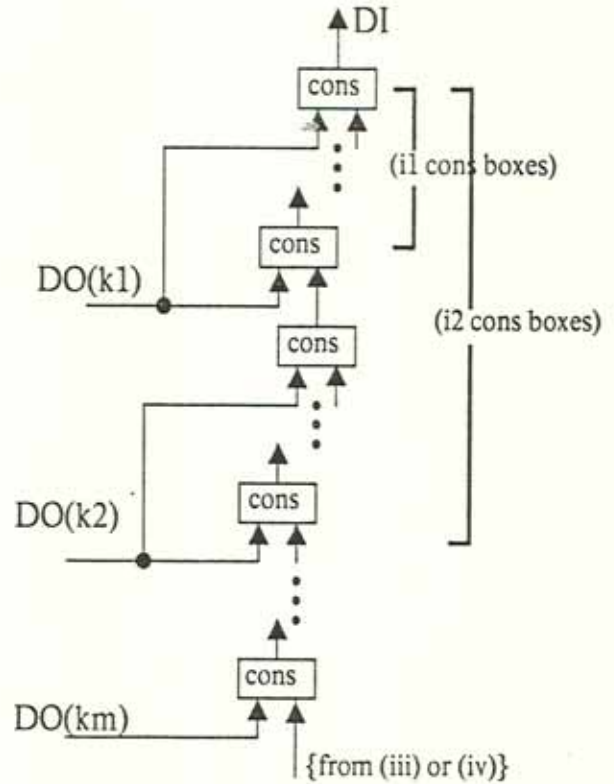 DI
cons
(i1 cons boxes)
cons
DO(k1)
(i2 cons boxes)
cons
cons
DO(k2)
cons
DO(km)
{from (iii) or (iv)}